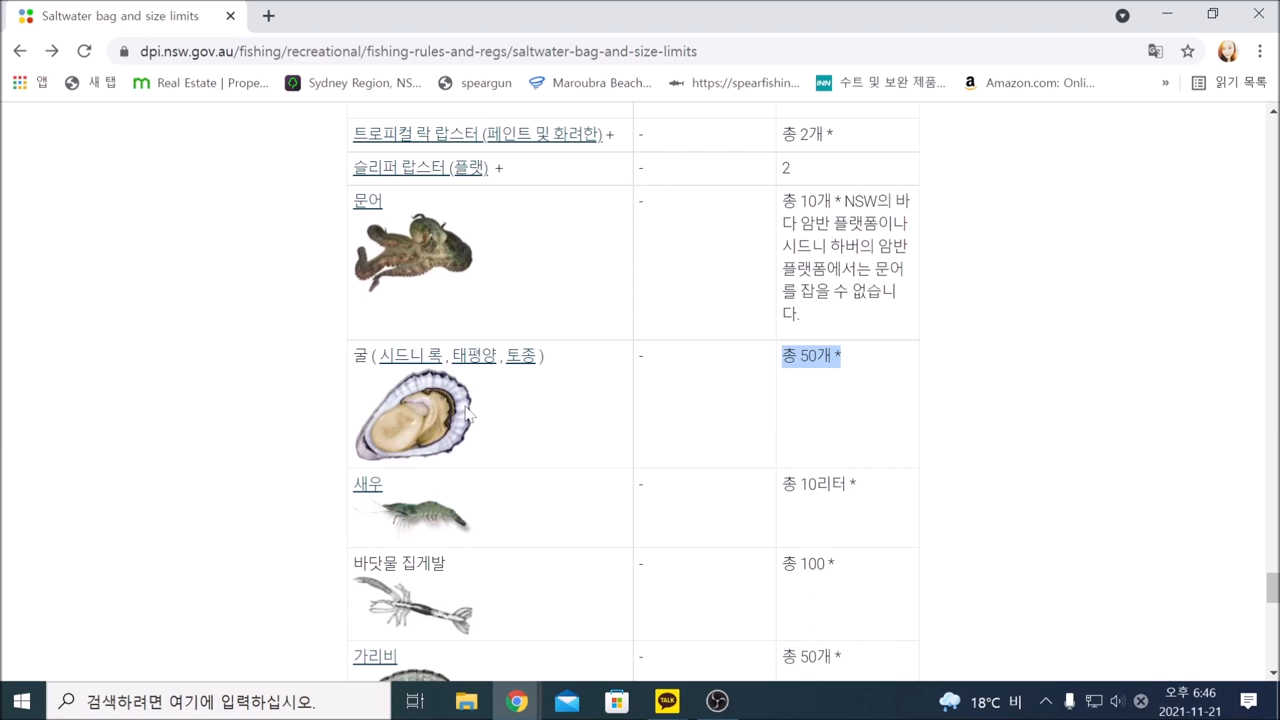 Saltwater bag and size limits
dpi.nsw.gov.au/fishing/recreational/fishing-rules-and-regs/saltwater-bag-and-size-limits
앱 새 탭 Real Estate | Prope... Sydney Region, NS... speargun Maroubra Beach... https://spearfishin... INN 수트 및 보완 제품... Amazon.com: Onli... » 읽기 목록
트로피컬 락 랍스터 (페인트 및 화려한) + - 총 2개 *
슬리퍼 랍스터 (플랫) + - 2
문어 - 총 10개 * NSW의 바
다 암반 플랫폼이나
시드니 하버의 암반
플랫폼에서는 문어
를 잡을 수 없습니
다.
굴 ( 시드니 록 , 태평양 , 토종 ) - 총 50개 *
새우 - 총 10리터 *
바닷물 집게발 - 총 100 *
가리비 - 총 50개 *
검색하려면 여기에 입력하십시오. TALK 18°C 비 오후 6:46
2021-11-21